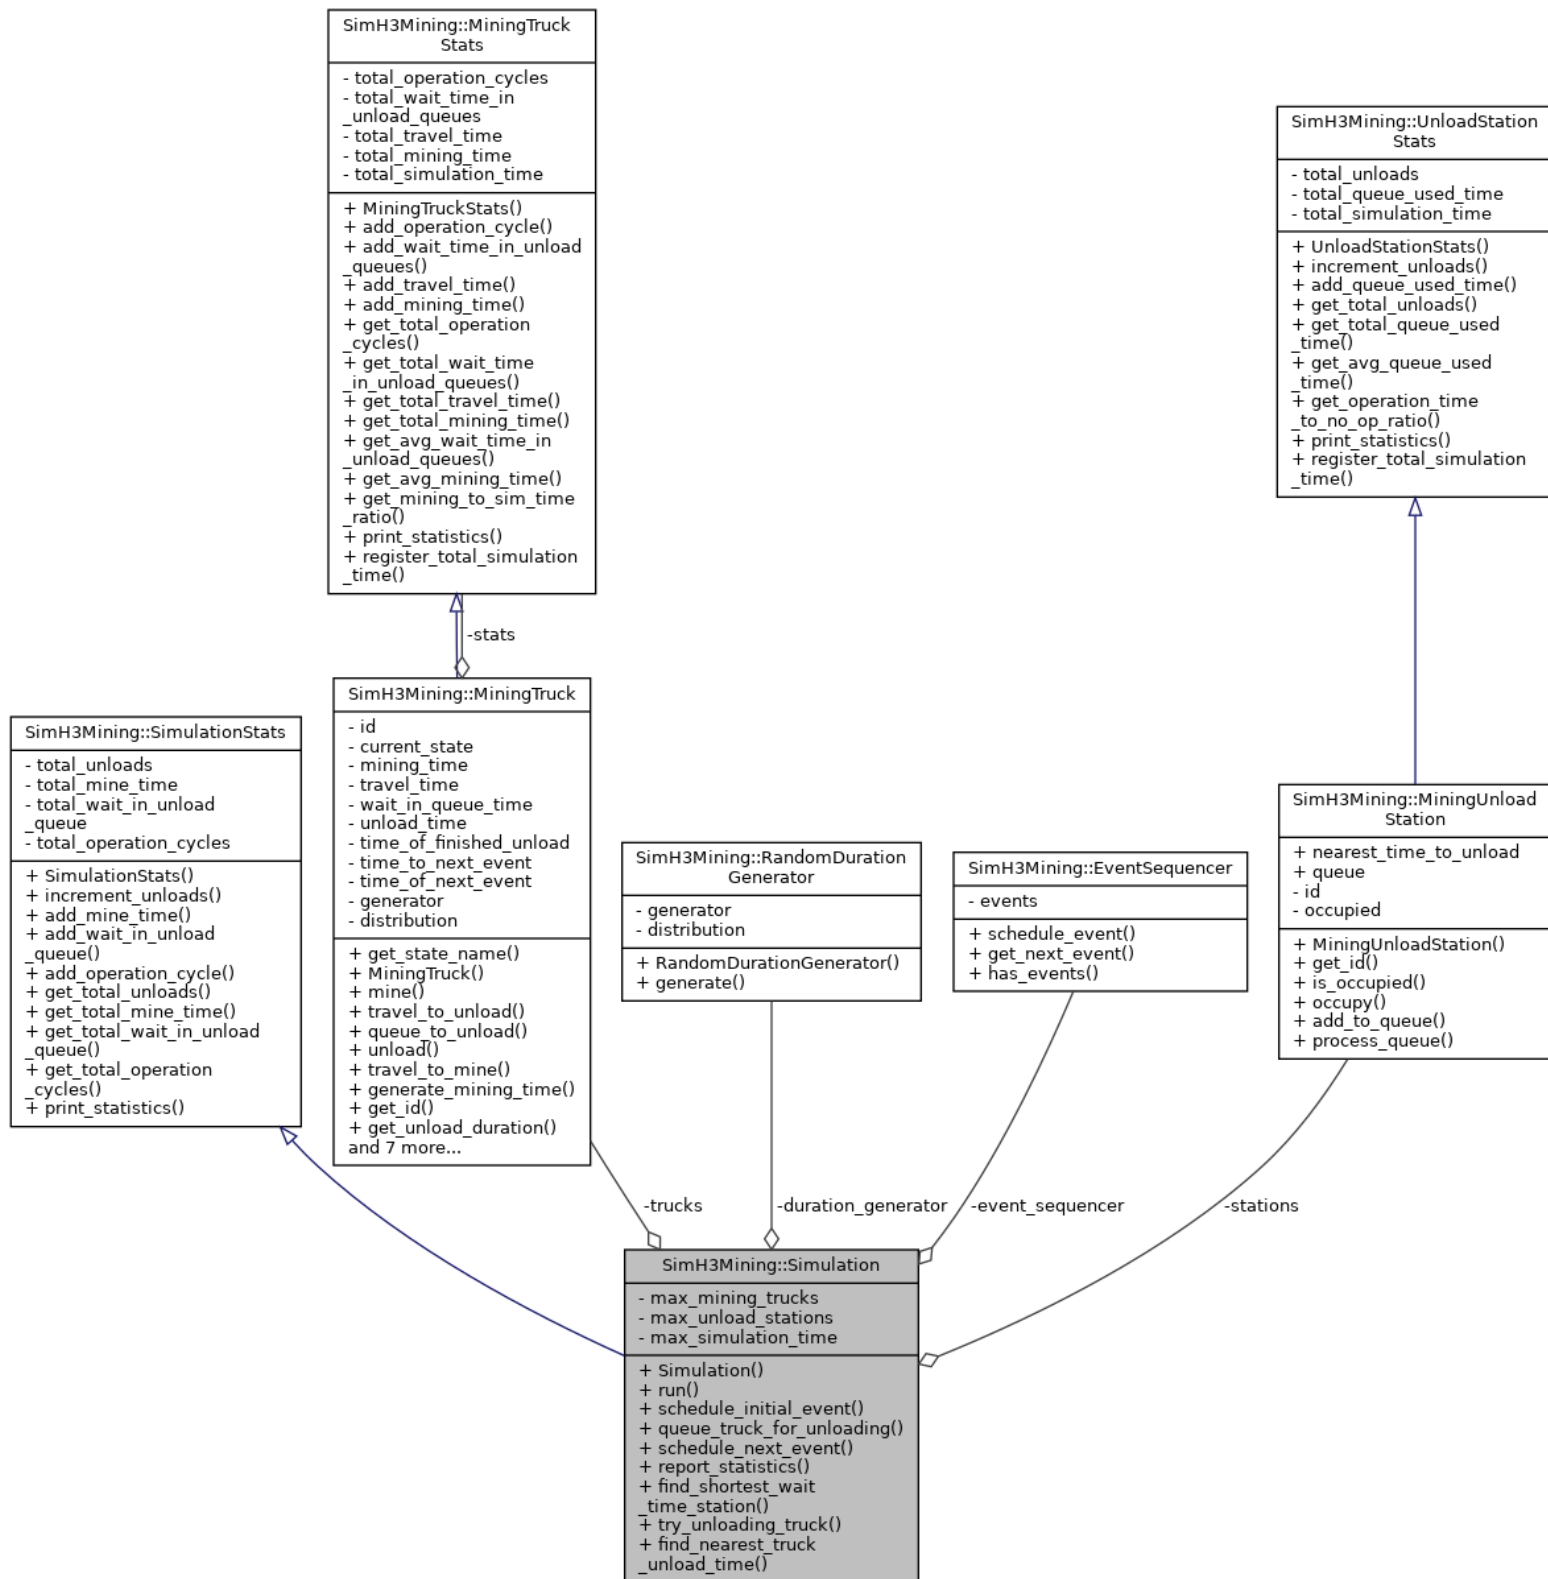 SimH3Mining::MiningTruck
Stats
- total_operation_cycles
- total_wait_time_in
_unload_queues
- total_travel_time
- total_mining_time
- total_simulation_time
+ MiningTruckStats()
+ add_operation_cycle()
+ add_wait_time_in_unload
_queues()
+ add_travel_time()
+ add_mining_time()
+ get_total_operation
_cycles()
+ get_total_wait_time
_in_unload_queues()
+ get_total_travel_time()
+ get_total_mining_time()
+ get_avg_wait_time_in
_unload_queues()
+ get_avg_mining_time()
+ get_mining_to_sim_time
_ratio()
+ print_statistics()
+ register_total_simulation
_time()
SimH3Mining::UnloadStation
Stats
- total_unloads
- total_queue_used_time
- total_simulation_time
+ UnloadStationStats()
+ increment_unloads()
+ add_queue_used_time()
+ get_total_unloads()
+ get_total_queue_used
_time()
+ get_avg_queue_used
_time()
+ get_operation_time
_to_no_op_ratio()
+ print_statistics()
+ register_total_simulation
_time()
-stats
SimH3Mining::SimulationStats
- total_unloads
- total_mine_time
- total_wait_in_unload
_queue
- total_operation_cycles
+ SimulationStats()
+ increment_unloads()
+ add_mine_time()
+ add_wait_in_unload
_queue()
+ add_operation_cycle()
+ get_total_unloads()
+ get_total_mine_time()
+ get_total_wait_in_unload
_queue()
+ get_total_operation
_cycles()
+ print_statistics()
SimH3Mining::MiningTruck
- id
- current_state
- mining_time
- travel_time
- wait_in_queue_time
- unload_time
- time_of_finished_unload
- time_to_next_event
- time_of_next_event
- generator
- distribution
+ get_state_name()
+ MiningTruck()
+ mine()
+ travel_to_unload()
+ queue_to_unload()
+ unload()
+ travel_to_mine()
+ generate_mining_time()
+ get_id()
+ get_unload_duration()
and 7 more...
SimH3Mining::RandomDuration
Generator
- generator
- distribution
+ RandomDurationGenerator()
+ generate()
SimH3Mining::EventSequencer
- events
+ schedule_event()
+ get_next_event()
+ has_events()
SimH3Mining::MiningUnload
Station
+ nearest_time_to_unload
+ queue
- id
- occupied
+ MiningUnloadStation()
+ get_id()
+ is_occupied()
+ occupy()
+ add_to_queue()
+ process_queue()
-trucks
-duration_generator
-event_sequencer
-stations
SimH3Mining::Simulation
- max_mining_trucks
- max_unload_stations
- max_simulation_time
+ Simulation()
+ run()
+ schedule_initial_event()
+ queue_truck_for_unloading()
+ schedule_next_event()
+ report_statistics()
+ find_shortest_wait
_time_station()
+ try_unloading_truck()
+ find_nearest_truck
_unload_time()